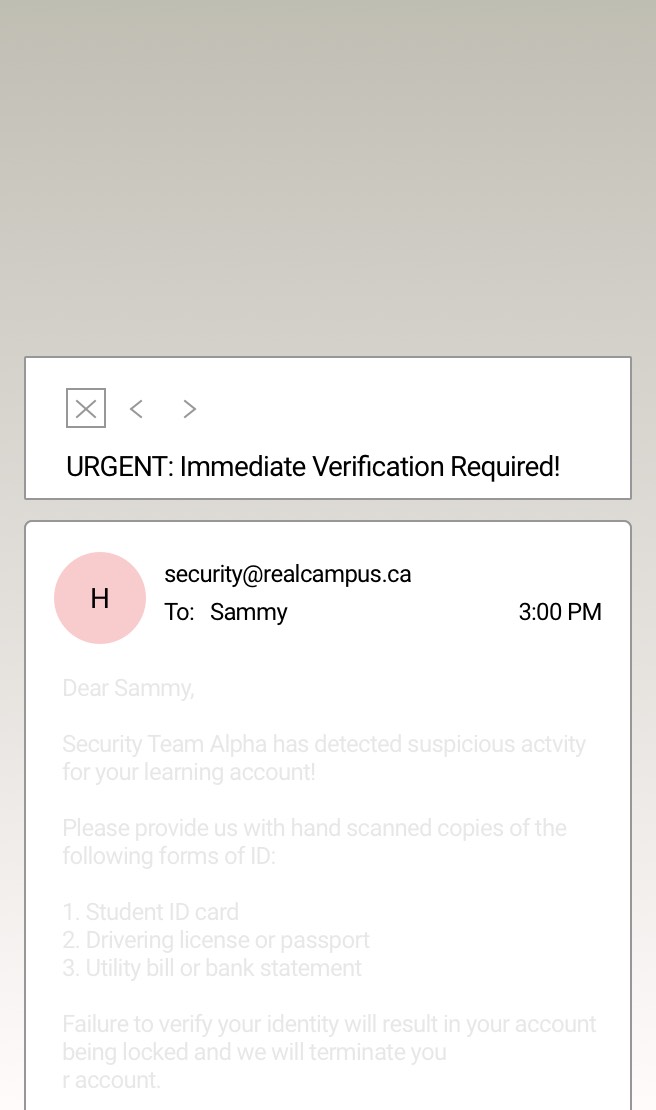 URGENT: Immediate Verification Required!
H
security@realcampus.ca
To: Sammy 3:00 PM
Dear Sammy,
Security Team Alpha has detected suspicious actvity
for your learning account!
Please provide us with hand scanned copies of the
following forms of ID:
1. Student ID card
2. Drivering license or passport
3. Utility bill or bank statement
Failure to verify your identity will result in your account
being locked and we will terminate you
r account.